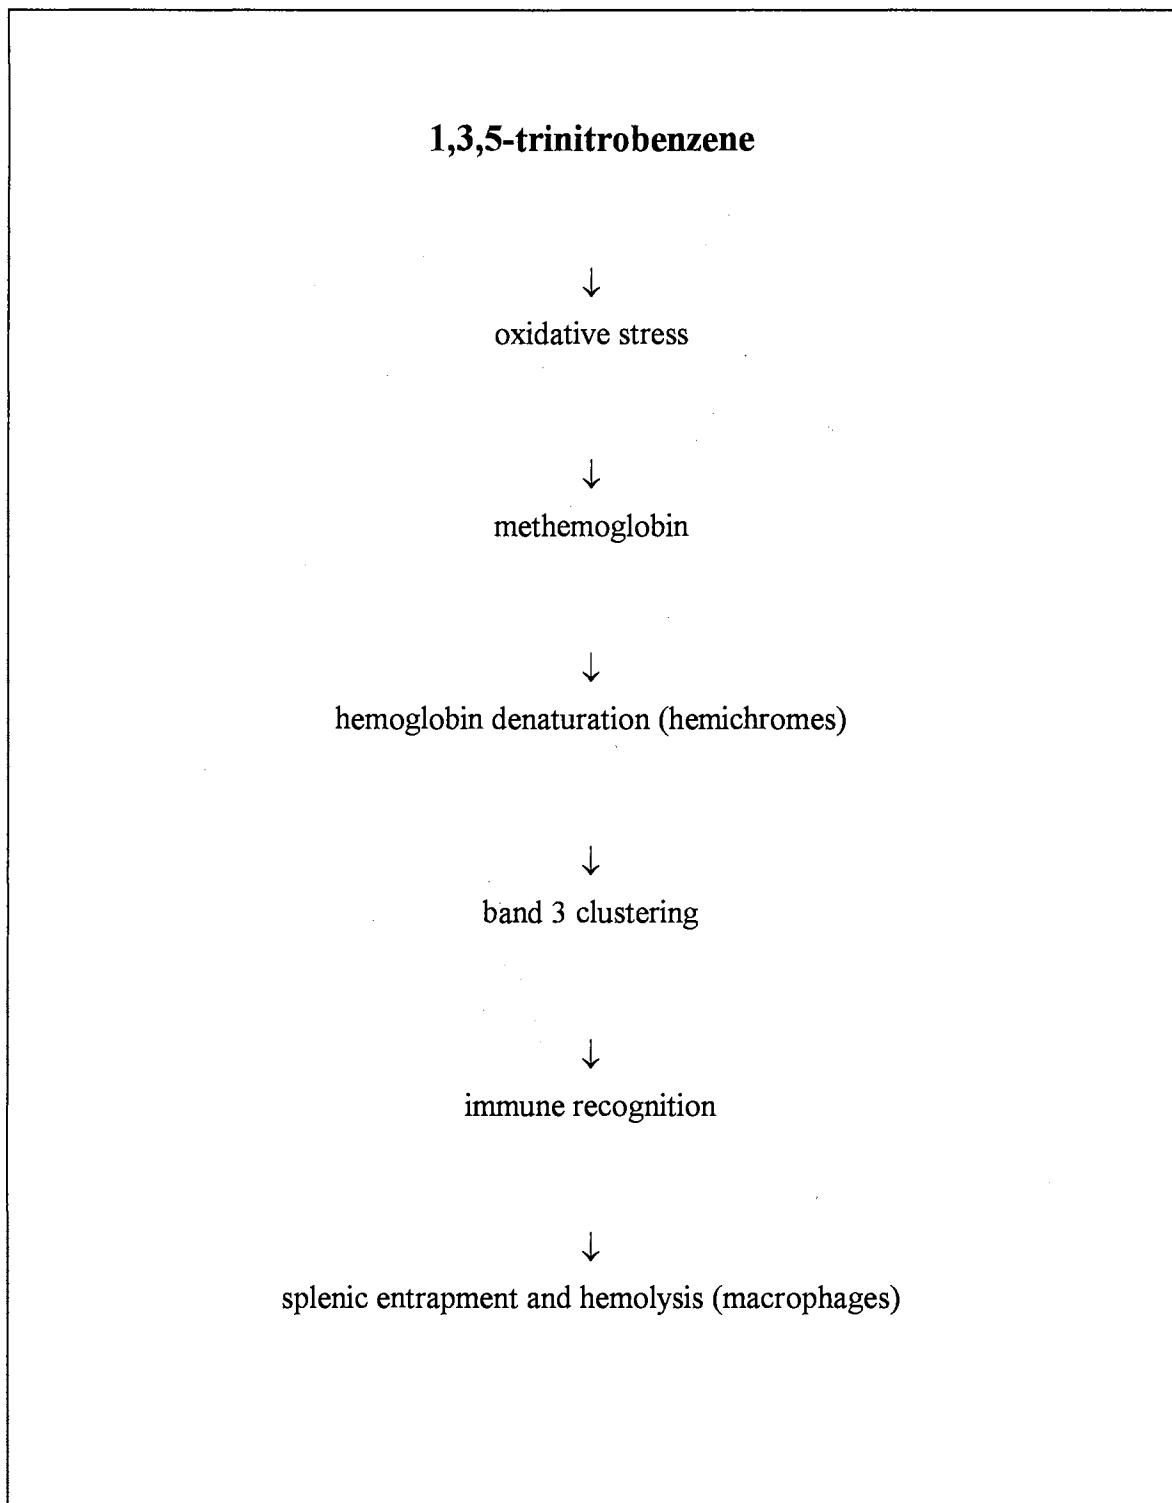 1,3,5-trinitrobenzene
↓
oxidative stress
↓
methemoglobin
↓
hemoglobin denaturation (hemichromes)
↓
band 3 clustering
↓
immune recognition
↓
splenic entrapment and hemolysis (macrophages)